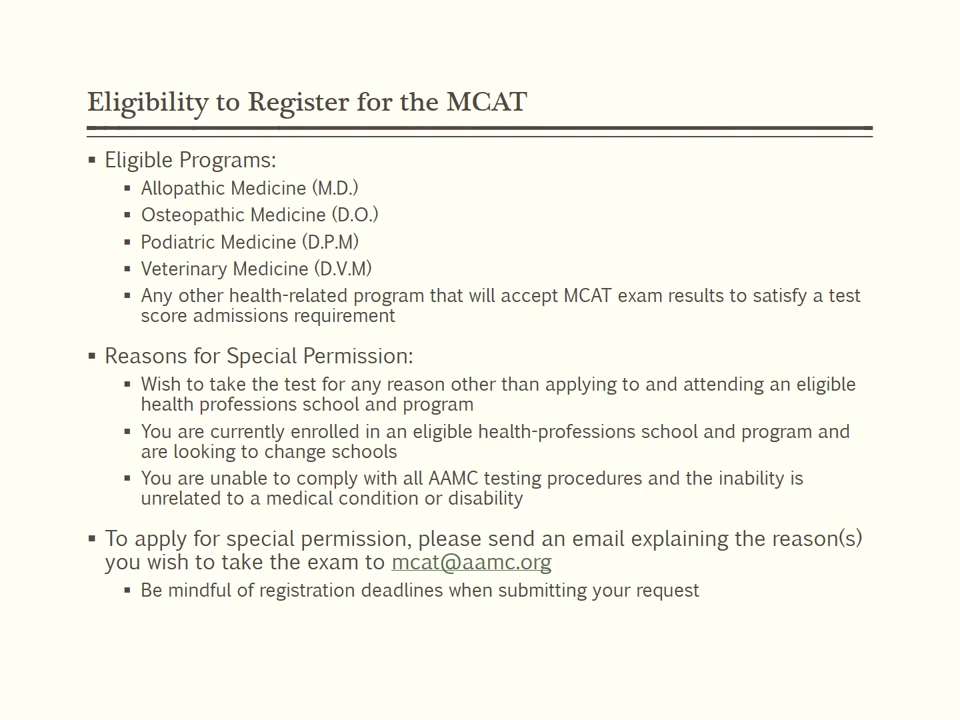 Eligibility to Register for the MCAT
▪ Eligible Programs:
▪ Allopathic Medicine (M.D.)
▪ Osteopathic Medicine (D.O.)
▪ Podiatric Medicine (D.P.M)
▪ Veterinary Medicine (D.V.M)
▪ Any other health-related program that will accept MCAT exam results to satisfy a test
score admissions requirement
▪ Reasons for Special Permission:
▪ Wish to take the test for any reason other than applying to and attending an eligible
health professions school and program
▪ You are currently enrolled in an eligible health-professions school and program and
are looking to change schools
▪ You are unable to comply with all AAMC testing procedures and the inability is
unrelated to a medical condition or disability
▪ To apply for special permission, please send an email explaining the reason(s)
you wish to take the exam to mcat@aamc.org
▪ Be mindful of registration deadlines when submitting your request